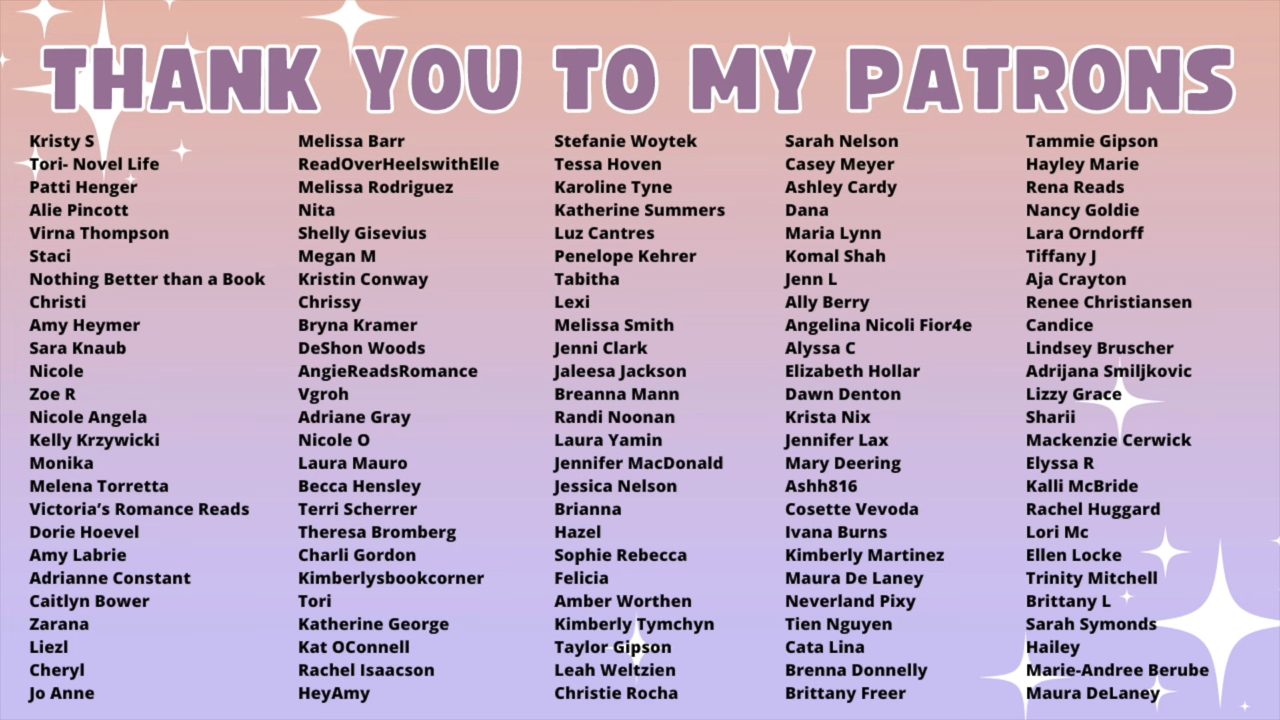 THANK YOU TO MY PATRONS
Kristy S
Tori- Novel Life
Patti Henger
Alie Pincott
Virna Thompson
Staci
Nothing Better than a Book
Christi
Amy Heymer
Sara Knaub
Nicole
Zoe R
Nicole Angela
Kelly Krzywicki
Monika
Melena Torretta
Victoria’s Romance Reads
Dorie Hoevel
Amy Labrie
Adrianne Constant
Caitlyn Bower
Zarana
Liezl
Cheryl
Jo Anne
Melissa Barr
ReadOverHeelswithElle
Melissa Rodriguez
Nita
Shelly Gisevius
Megan M
Kristin Conway
Chrissy
Bryna Kramer
DeShon Woods
AngieReadsRomance
Vgroh
Adriane Gray
Nicole O
Laura Mauro
Becca Hensley
Terri Scherrer
Theresa Bromberg
Charli Gordon
Kimberlysbookcorner
Tori
Katherine George
Kat OConnell
Rachel Isaacson
HeyAmy
Stefanie Woytek
Tessa Hoven
Karoline Tyne
Katherine Summers
Luz Cantres
Penelope Kehrer
Tabitha
Lexi
Melissa Smith
Jenni Clark
Jaleesa Jackson
Breanna Mann
Randi Noonan
Laura Yamin
Jennifer MacDonald
Jessica Nelson
Brianna
Hazel
Sophie Rebecca
Felicia
Amber Worthen
Kimberly Tymchyn
Taylor Gipson
Leah Weltzien
Christie Rocha
Sarah Nelson
Casey Meyer
Ashley Cardy
Dana
Maria Lynn
Komal Shah
Jenn L
Ally Berry
Angelina Nicoli Fior4e
Alyssa C
Elizabeth Hollar
Dawn Denton
Krista Nix
Jennifer Lax
Mary Deering
Ashh816
Cosette Vevoda
Ivana Burns
Kimberly Martinez
Maura De Laney
Neverland Pixy
Tien Nguyen
Cata Lina
Brenna Donnelly
Brittany Freer
Tammie Gipson
Hayley Marie
Rena Reads
Nancy Goldie
Lara Orndorff
Tiffany J
Aja Crayton
Renee Christiansen
Candice
Lindsey Bruscher
Adrijana Smiljkovic
Lizzy Grace
Sharii
Mackenzie Cerwick
Elyssa R
Kalli McBride
Rachel Huggard
Lori Mc
Ellen Locke
Trinity Mitchell
Brittany L
Sarah Symonds
Hailey
Marie-Andree Berube
Maura DeLaney